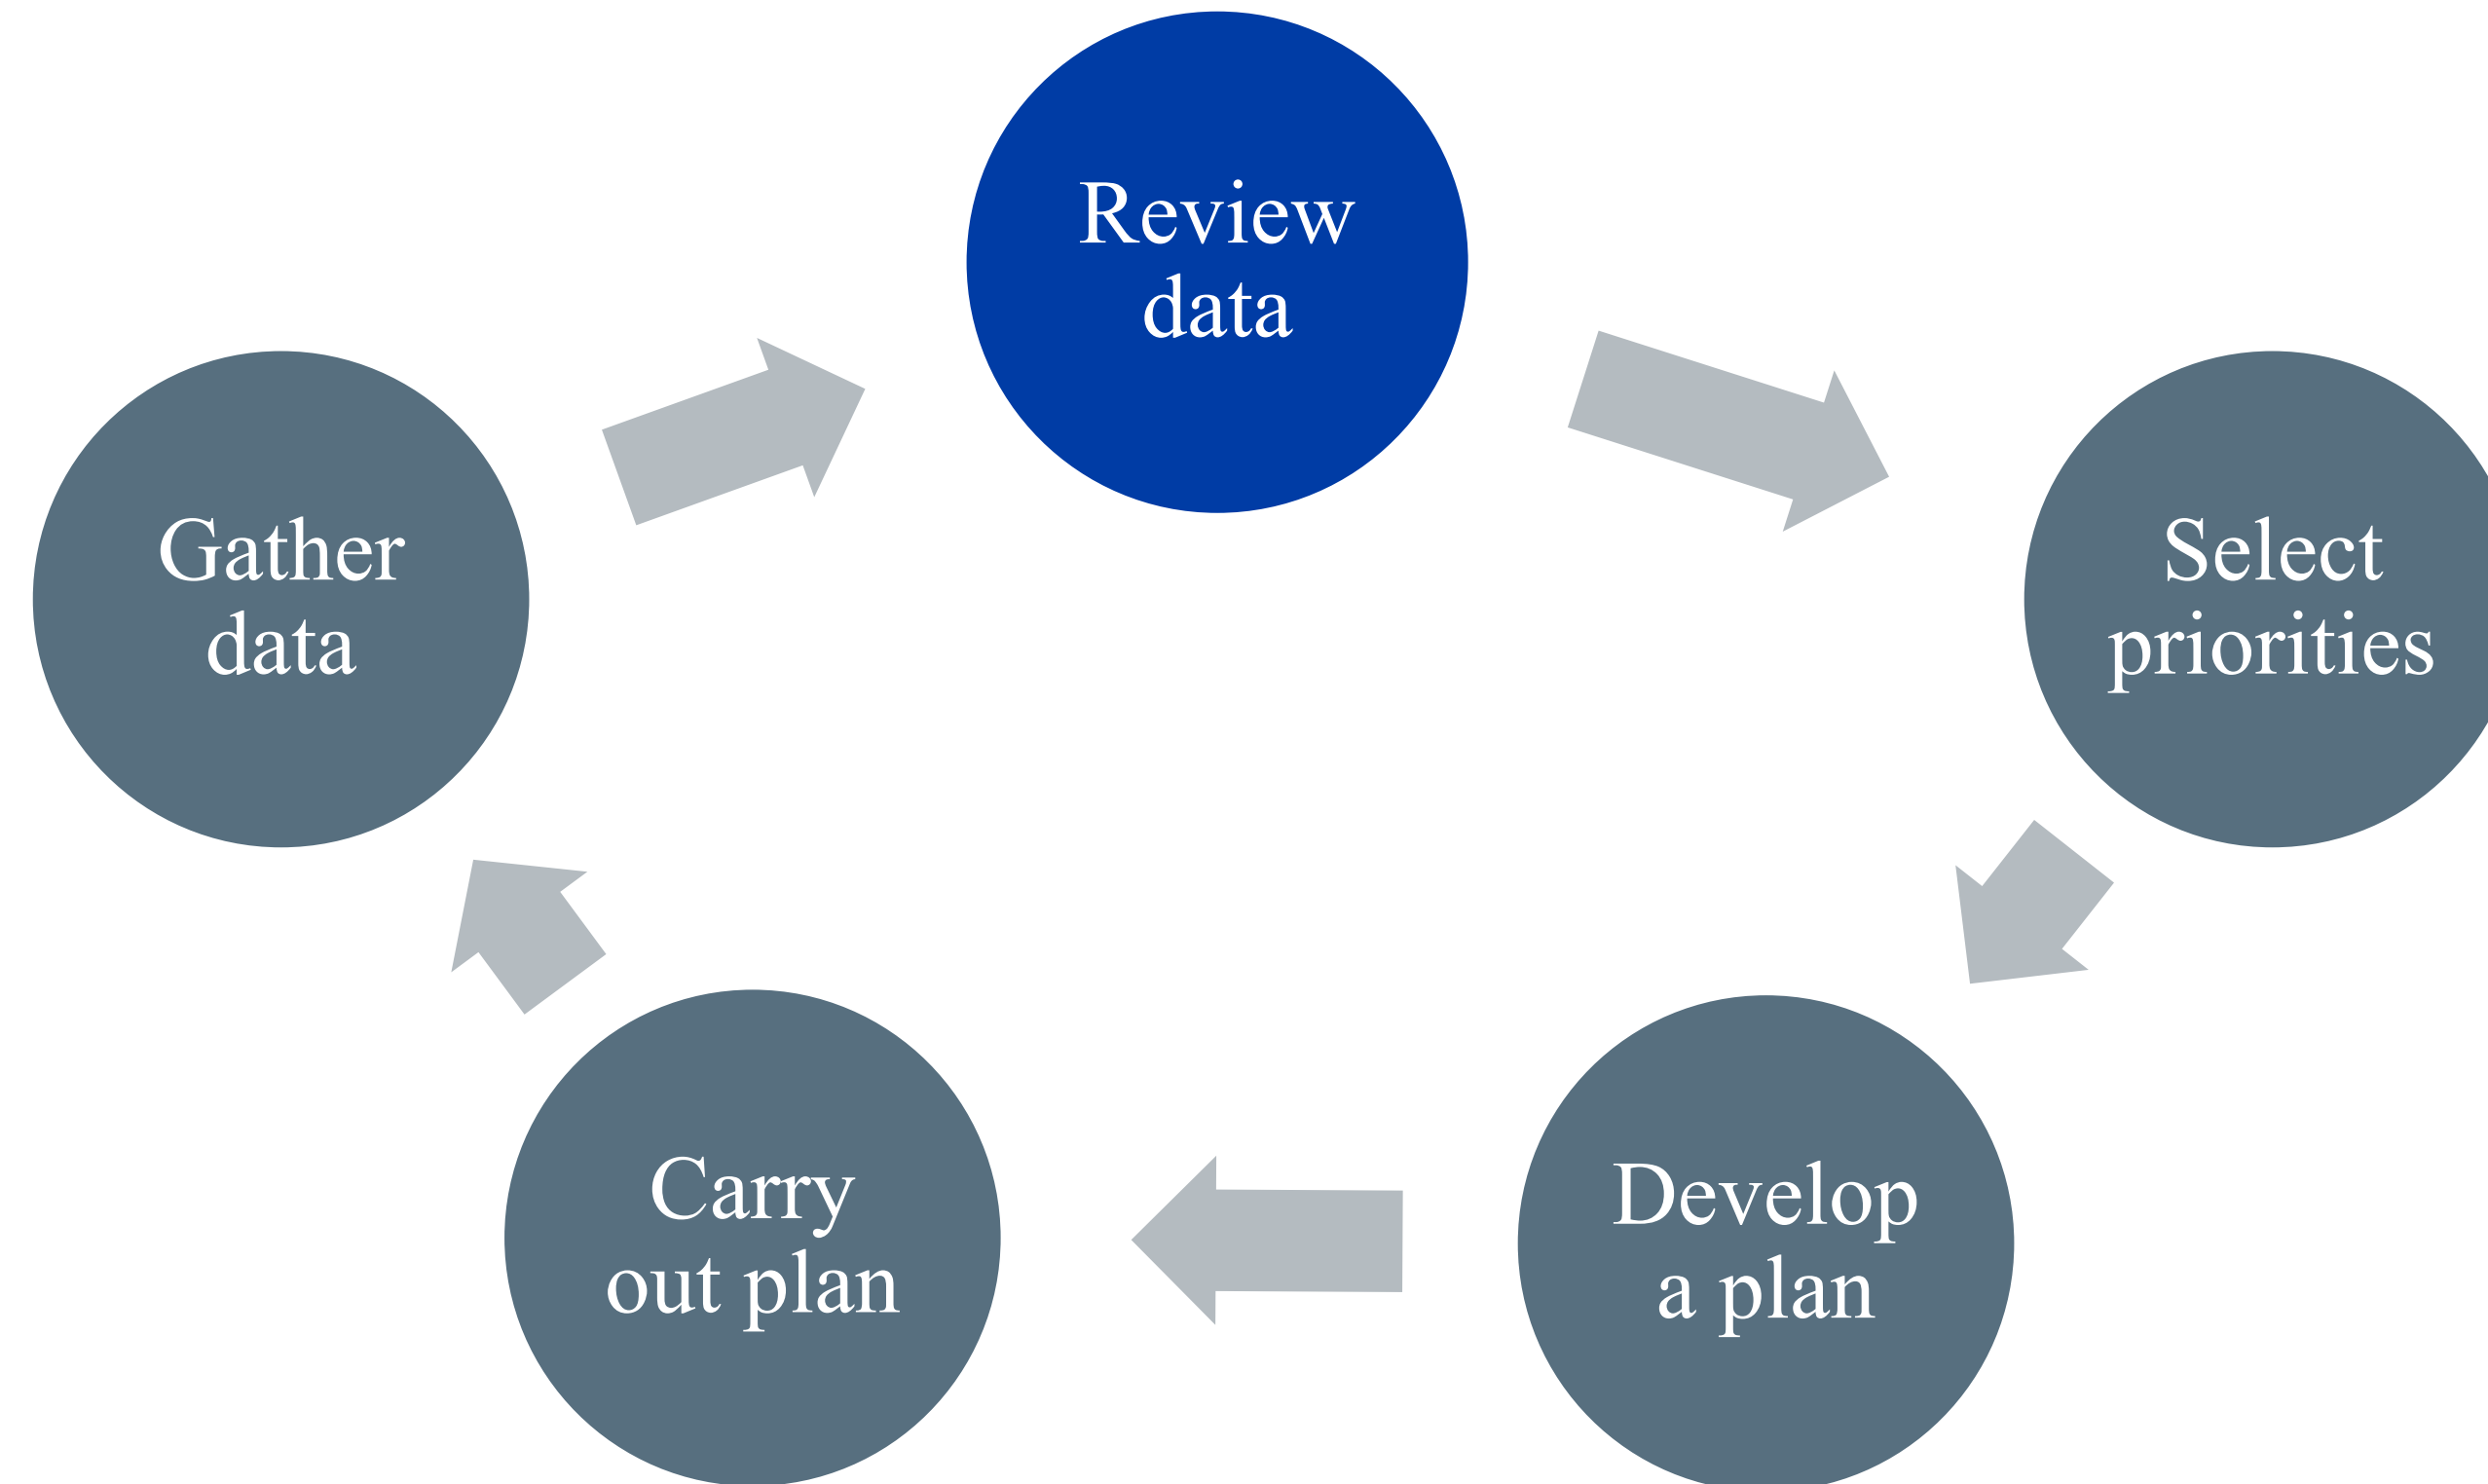 Review
data
Select
priorities
Develop
a plan
Carry
out plan
Gather
data